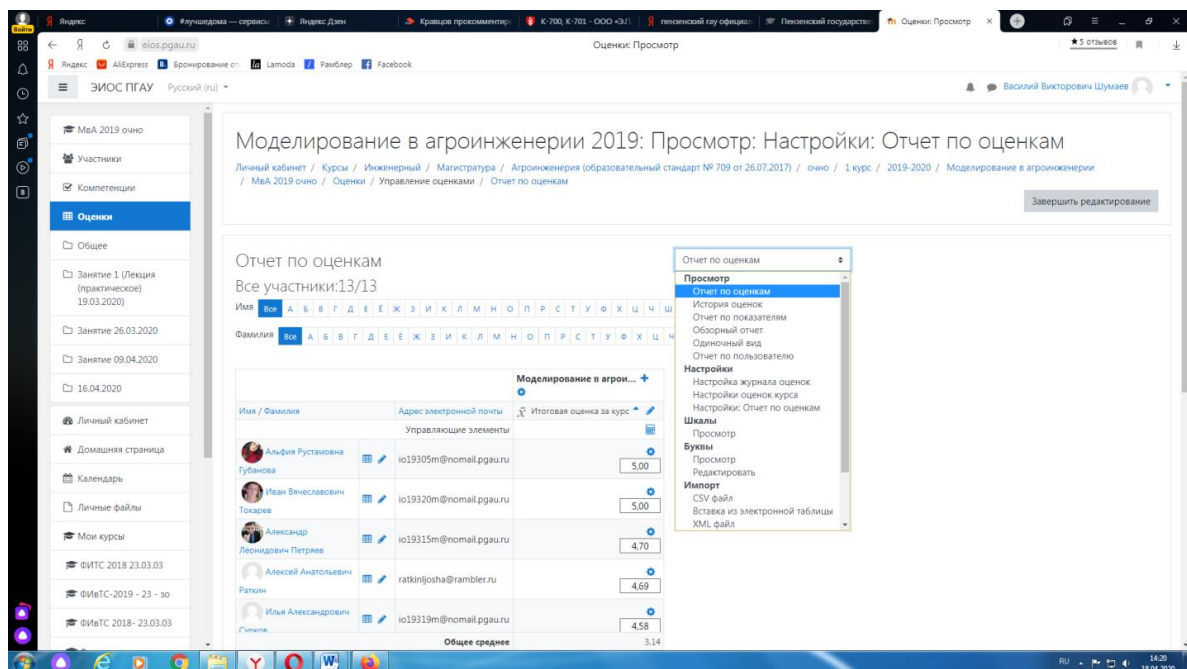 Войти
Яндекс
#лучшедома — сервисы
Яндекс Дзен
Кравцов прокомментир
К-700, К-701 - ООО «Э.П.
пензенский гау официал
Пензенский государстве
Оценки: Просмотр
eios.pgau.ru
Оценки: Просмотр
★ 5 отзывов
Яндекс AliExpress Бронирование оте Lamoda Рамблер Facebook
ЭИОС ПГАУ Русский (ru)
Василий Викторович Шумаев
МвА 2019 очно
Участники
Компетенции
Оценки
Общее
Занятие 1 (Лекция
(практическое)
19.03.2020)
Занятие 26.03.2020
Занятие 09.04.2020
16.04.2020
Личный кабинет
Домашняя страница
Календарь
Личные файлы
Мои курсы
ФИТС 2018 23.03.03
ФИвТС-2019 - 23 - зо
ФИвТС 2018- 23.03.03
Моделирование в агроинженерии 2019: Просмотр: Настройки: Отчет по оценкам
Личный кабинет / Курсы / Инженерный / Магистратура / Агроинженерия (образовательный стандарт № 709 от 26.07.2017) / очно / 1 курс / 2019-2020 / Моделирование в агроинженерии
/ МвА 2019 очно / Оценки / Управление оценками / Отчет по оценкам
Завершить редактирование
Отчет по оценкам
Все участники:13/13
Имя Все А Б В Г Д Е Ё Ж З И К Л М Н О П Р С Т У Ф Х Ц Ч Ш
Фамилия Все А Б В Г Д Е Ё Ж З И К Л М Н О П Р С Т У Ф Х Ц Ч
Моделирование в агрои...
Имя / Фамилия Адрес электронной почты Итоговая оценка за курс
Управляющие элементы
Альфия Рустамовна
Губанова io19305m@nomail.pgau.ru 5,00
Иван Вячеславович
Токарев io19320m@nomail.pgau.ru 5,00
Александр
Леонидович Петряев io19315m@nomail.pgau.ru 4,70
Алексей Анатольевич
Раткин ratkinljosha@rambler.ru 4,69
Илья Александрович
Сурков io19319m@nomail.pgau.ru 4,58
Общее среднее 3.14
Отчет по оценкам
Просмотр
Отчет по оценкам
История оценок
Отчет по показателям
Обзорный отчет
Одиночный вид
Отчет по пользователю
Настройки
Настройка журнала оценок
Настройки оценок курса
Настройки: Отчет по оценкам
Шкалы
Просмотр
Буквы
Просмотр
Редактировать
Импорт
CSV файл
Вставка из электронной таблицы
XML файл
RU
14:20
18.04.2020